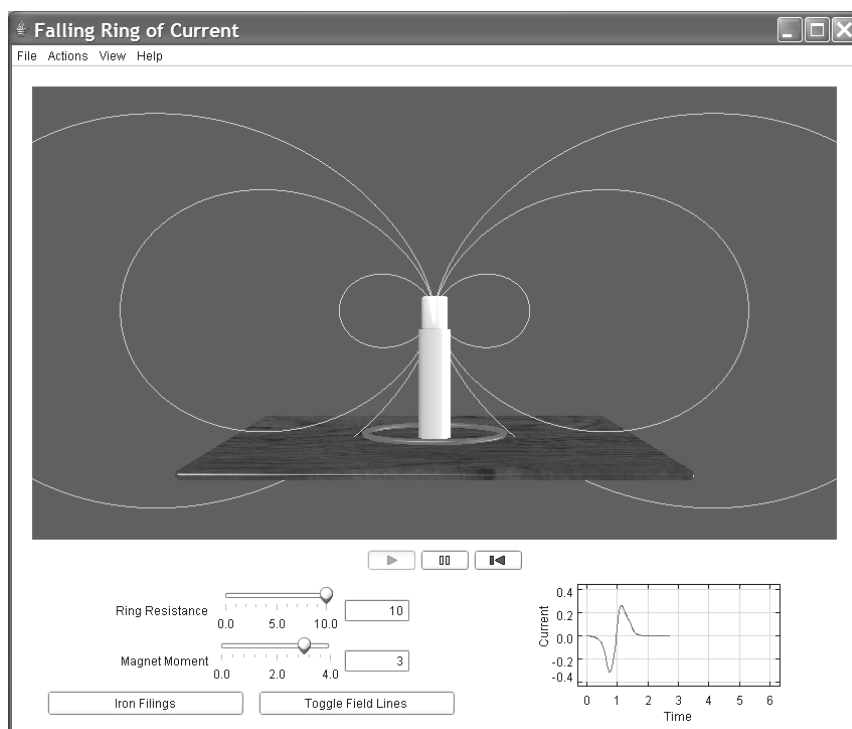 Falling Ring of Current
File Actions View Help
Ring Resistance
0.0 5.0 10.0
10
Magnet Moment
0.0 2.0 4.0
3
Iron Filings
Toggle Field Lines
Current
0.4
0.2
0.0
-0.2
-0.4
0 1 2 3 4 5 6
Time